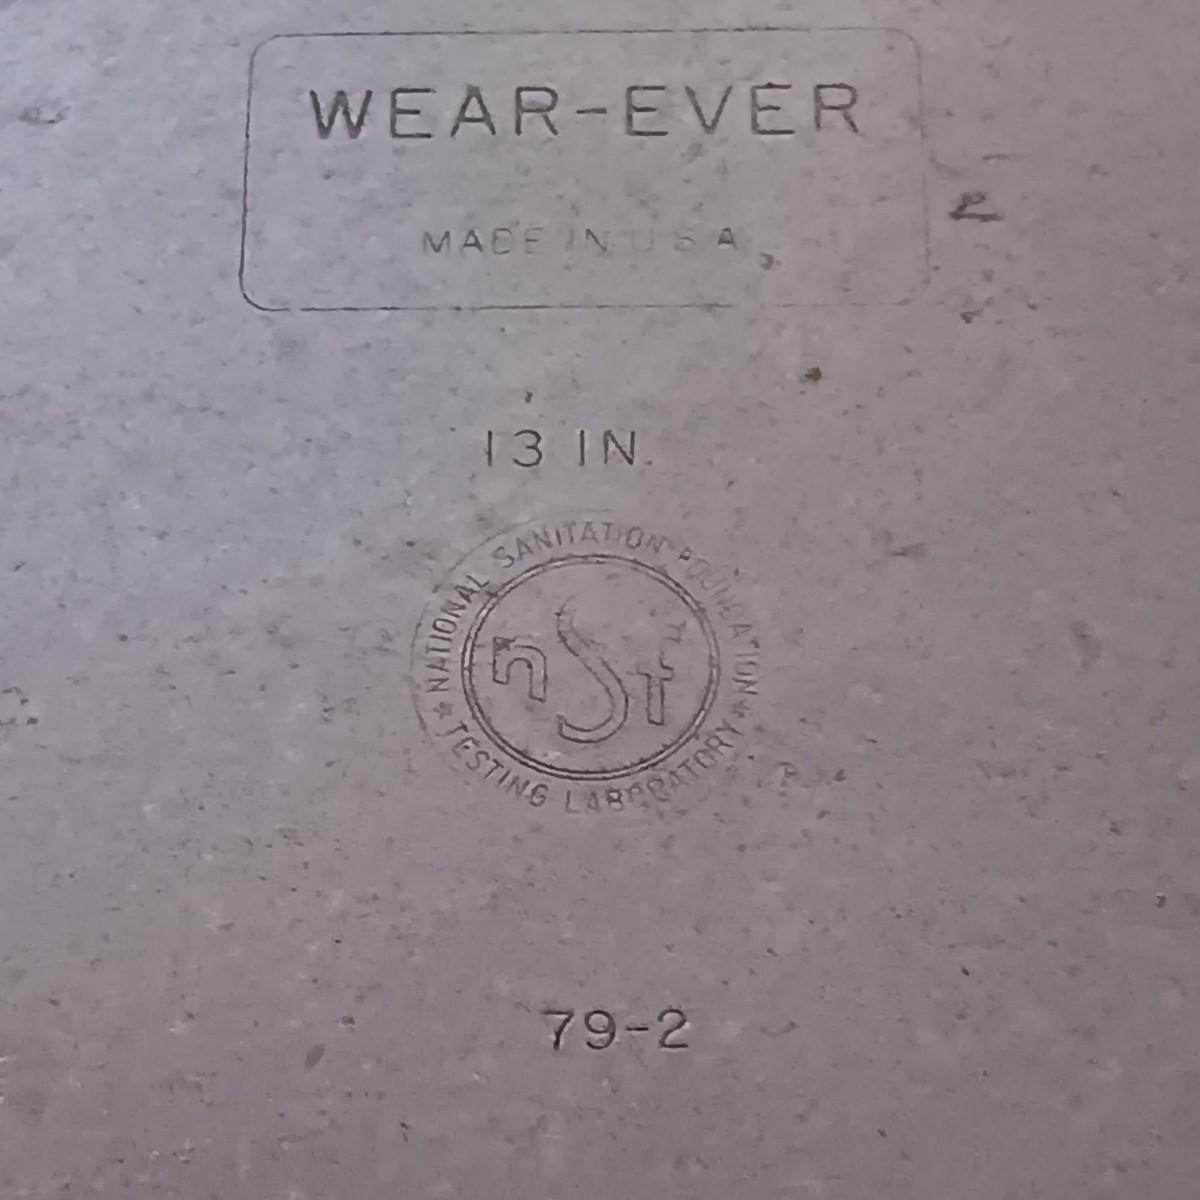 WEAR-EVER
MADE IN U S A
13 IN.
NATIONAL SANITATION FOUNDATION
nSf
* TESTING LABORATORY *
79-2